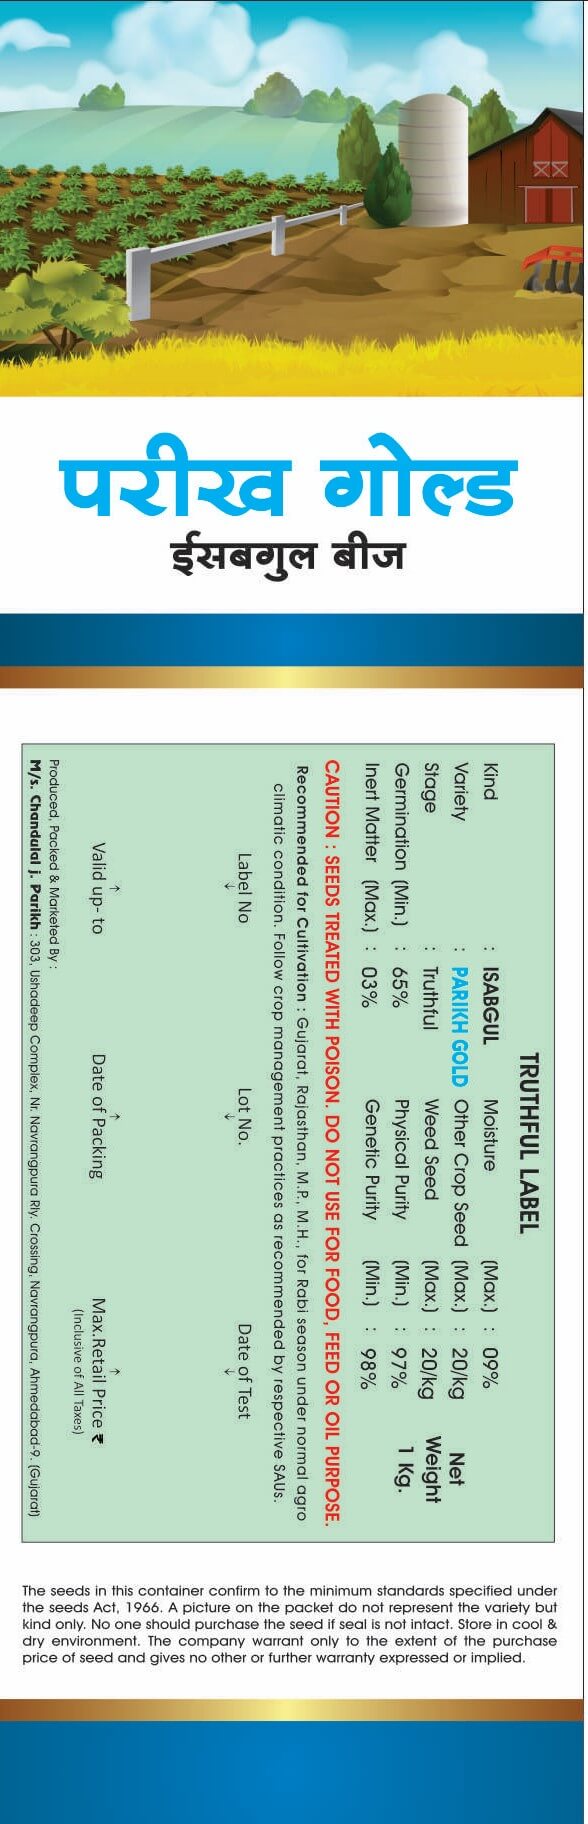 परीख गोल्ड
ईसबगुल बीज
TRUTHFUL LABEL
Kind : ISABGUL Moisture (Max.) : 09%
Variety : PARIKH GOLD Other Crop Seed (Max.) : 20/kg Net
Stage : Truthful Weed Seed (Max.) : 20/kg Weight
Germination (Min.) : 65% Physical Purity (Min.) : 97% 1 Kg.
Inert Matter (Max.) : 03% Genetic Purity (Min.) : 98%
CAUTION : SEEDS TREATED WITH POISON. DO NOT USE FOR FOOD, FEED OR OIL PURPOSE.
Recommended for Cultivation : Gujarat, Rajasthan, M.P., M.H., for Rabi season under normal agro
climatic condition. Follow crop management practices as recommended by respective SAUs.
Label No Lot No. Date of Test
Valid up- to Date of Packing Max.Retail Price ₹
(Inclusive of All Taxes)
Produced, Packed & Marketed By :
M/s. Chandulal j. Parikh : 303, Ushadeep Complex, Nr. Navrangpura Rly. Crossing, Navrangpura, Ahmedabad-9. (Gujarat)
The seeds in this container confirm to the minimum standards specified under
the seeds Act, 1966. A picture on the packet do not represent the variety but
kind only. No one should purchase the seed if seal is not intact. Store in cool &
dry environment. The company warrant only to the extent of the purchase
price of seed and gives no other or further warranty expressed or implied.